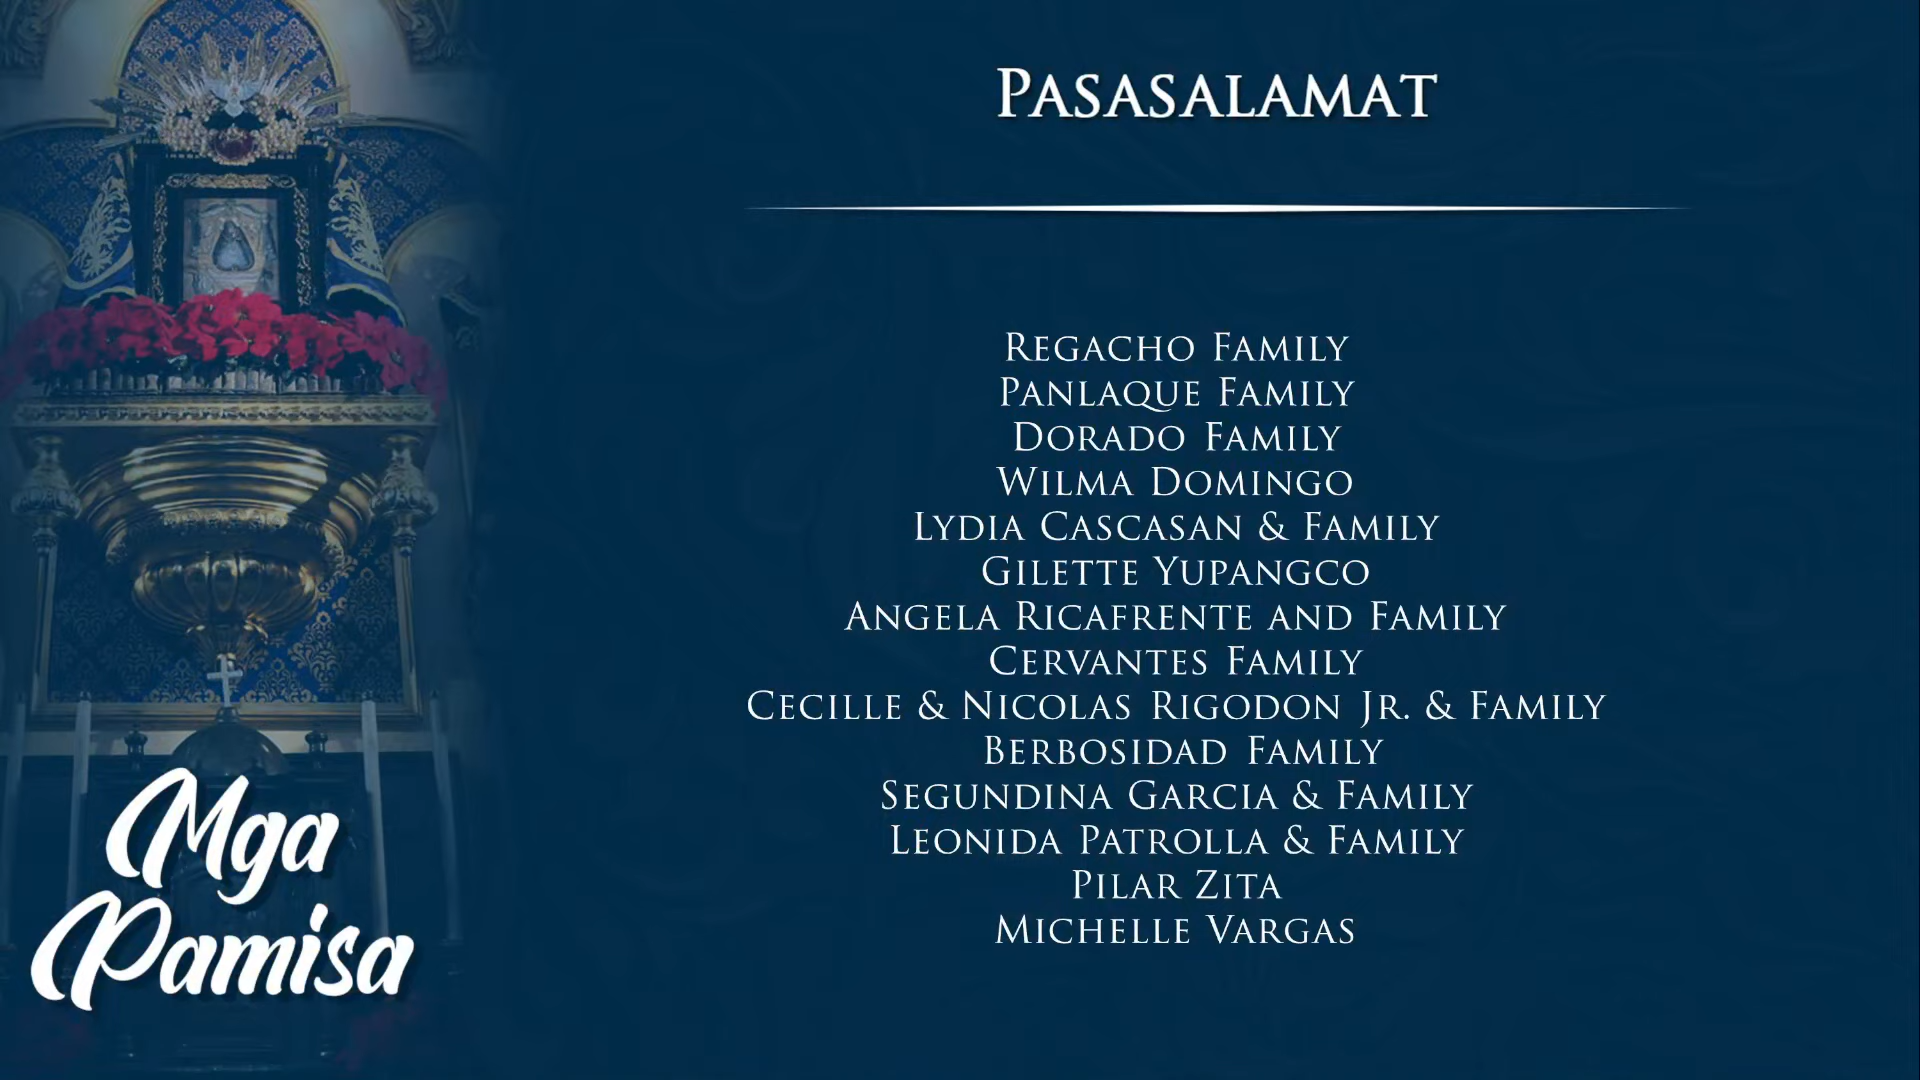 Pasasalamat
Regacho Family
Panlaque Family
Dorado Family
Wilma Domingo
Lydia Cascasan & Family
Gilette Yupangco
Angela Ricafrente and Family
Cervantes Family
Cecille & Nicolas Rigodon Jr. & Family
Berbosidad Family
Segundina Garcia & Family
Leonida Patrolla & Family
Pilar Zita
Michelle Vargas
Mga
Pamisa